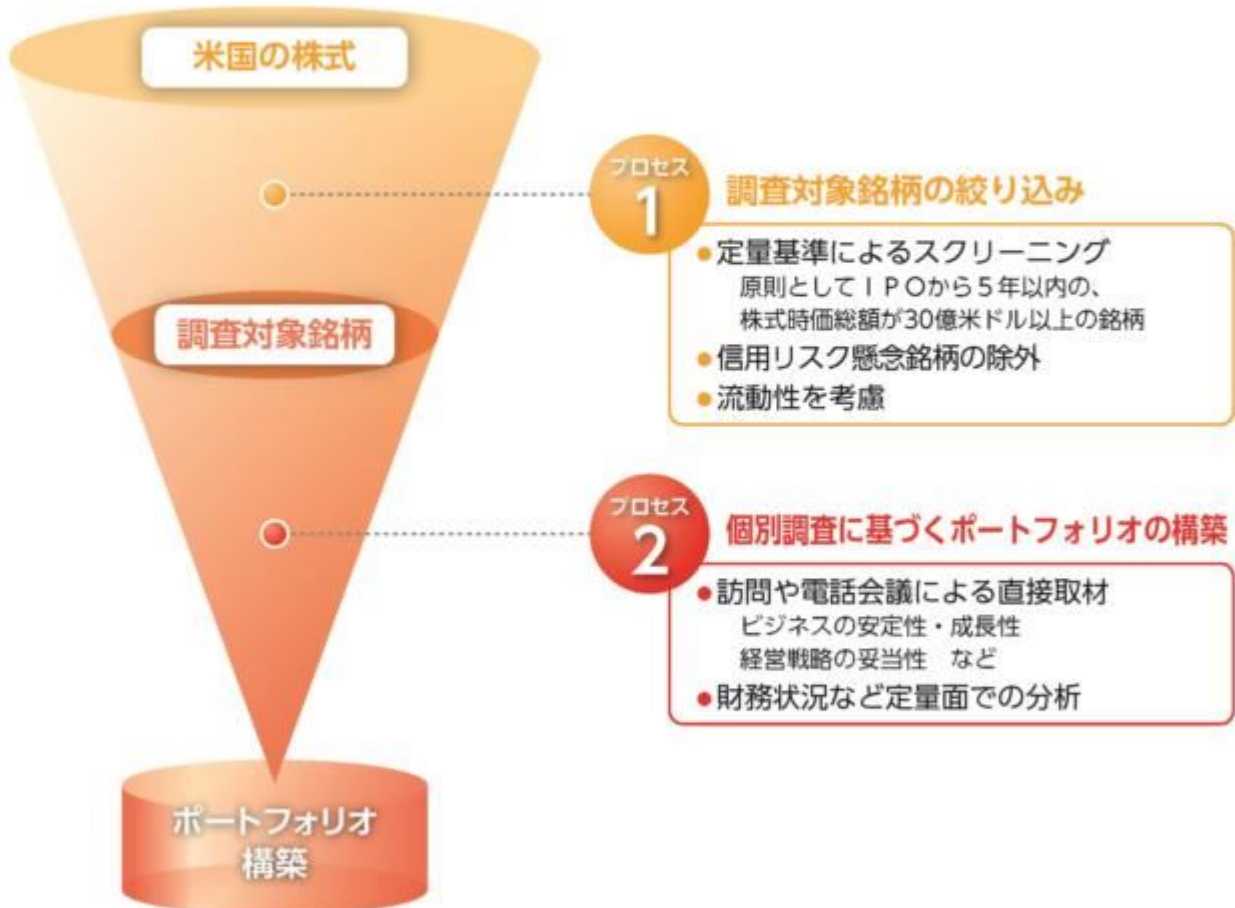 米国の株式
プロセス
1
調査対象銘柄の絞り込み
●定量基準によるスクリーニング
原則としてＩＰＯから５年以内の、
株式時価総額が30億米ドル以上の銘柄
●信用リスク懸念銘柄の除外
●流動性を考慮
調査対象銘柄
プロセス
2
個別調査に基づくポートフォリオの構築
●訪問や電話会議による直接取材
ビジネスの安定性・成長性
経営戦略の妥当性　など
●財務状況など定量面での分析
ポートフォリオ
構築